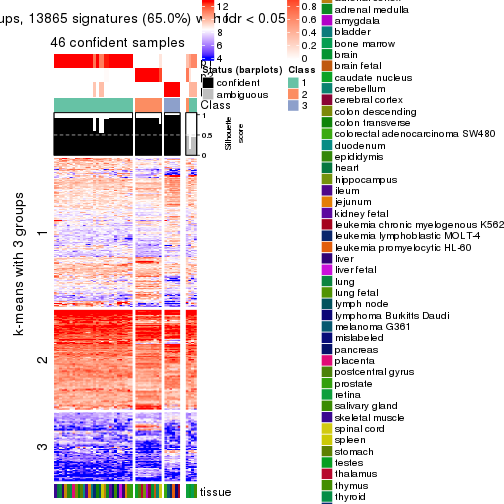 ups, 13865 signatures (65.0%) with fdr < 0.05
46 confident samples
12
10
8
6
4
0.8
0.6
0.4
0.2
0
Status (barplots)
confident
ambiguous
Class
1
2
3
Class
1
0.5
0
Silhouette
score
k-means with 3 groups
1
2
3
tissue
adrenal medulla
amygdala
bladder
bone marrow
brain
brain fetal
caudate nucleus
cerebellum
cerebral cortex
colon descending
colon transverse
colorectal adenocarcinoma SW480
duodenum
epididymis
heart
hippocampus
ileum
jejunum
kidney fetal
leukemia chronic myelogenous K562
leukemia lymphoblastic MOLT-4
leukemia promyelocytic HL-60
liver
liver fetal
lung
lung fetal
lymph node
lymphoma Burkitts Daudi
melanoma G361
mislabeled
pancreas
placenta
postcentral gyrus
prostate
retina
salivary gland
skeletal muscle
spinal cord
spleen
stomach
testes
thalamus
thymus
thyroid